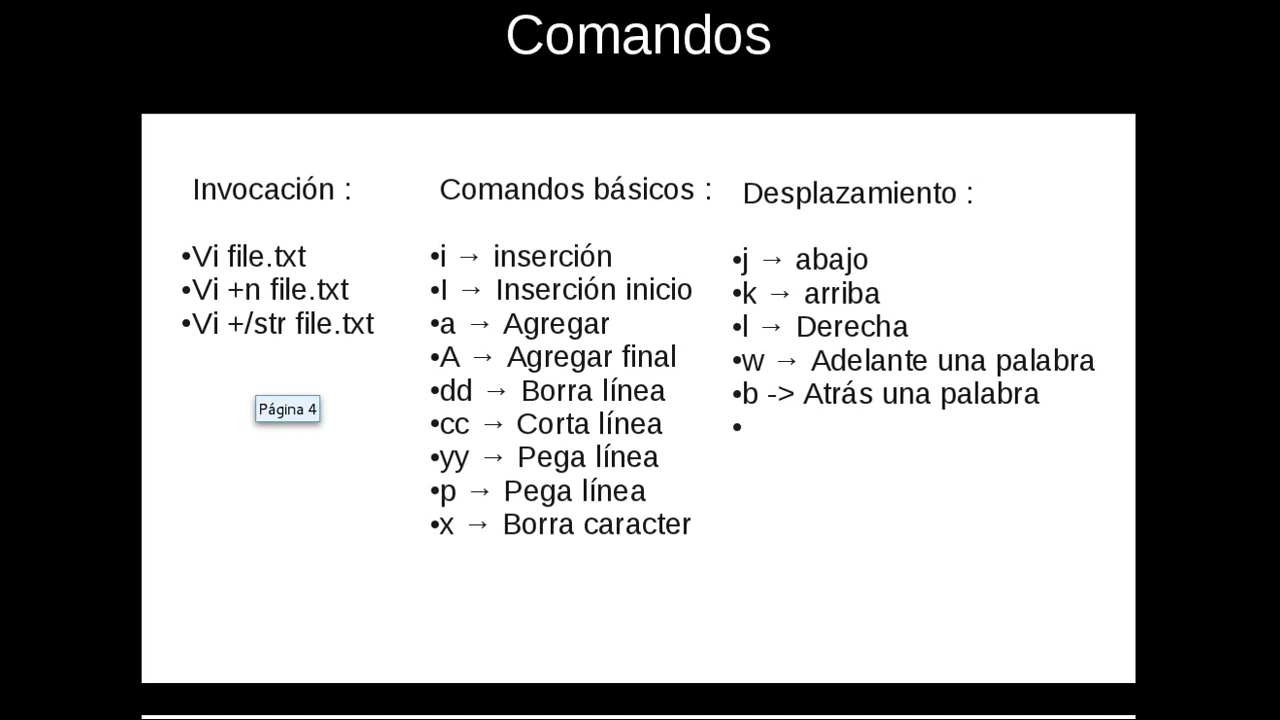 Comandos
Invocación :
•Vi file.txt
•Vi +n file.txt
•Vi +/str file.txt
Página 4
Comandos básicos :
•i → inserción
•I → Inserción inicio
•a → Agregar
•A → Agregar final
•dd → Borra línea
•cc → Corta línea
•yy → Pega línea
•p → Pega línea
•x → Borra caracter
Desplazamiento :
•j → abajo
•k → arriba
•l → Derecha
•w → Adelante una palabra
•b -> Atrás una palabra
•